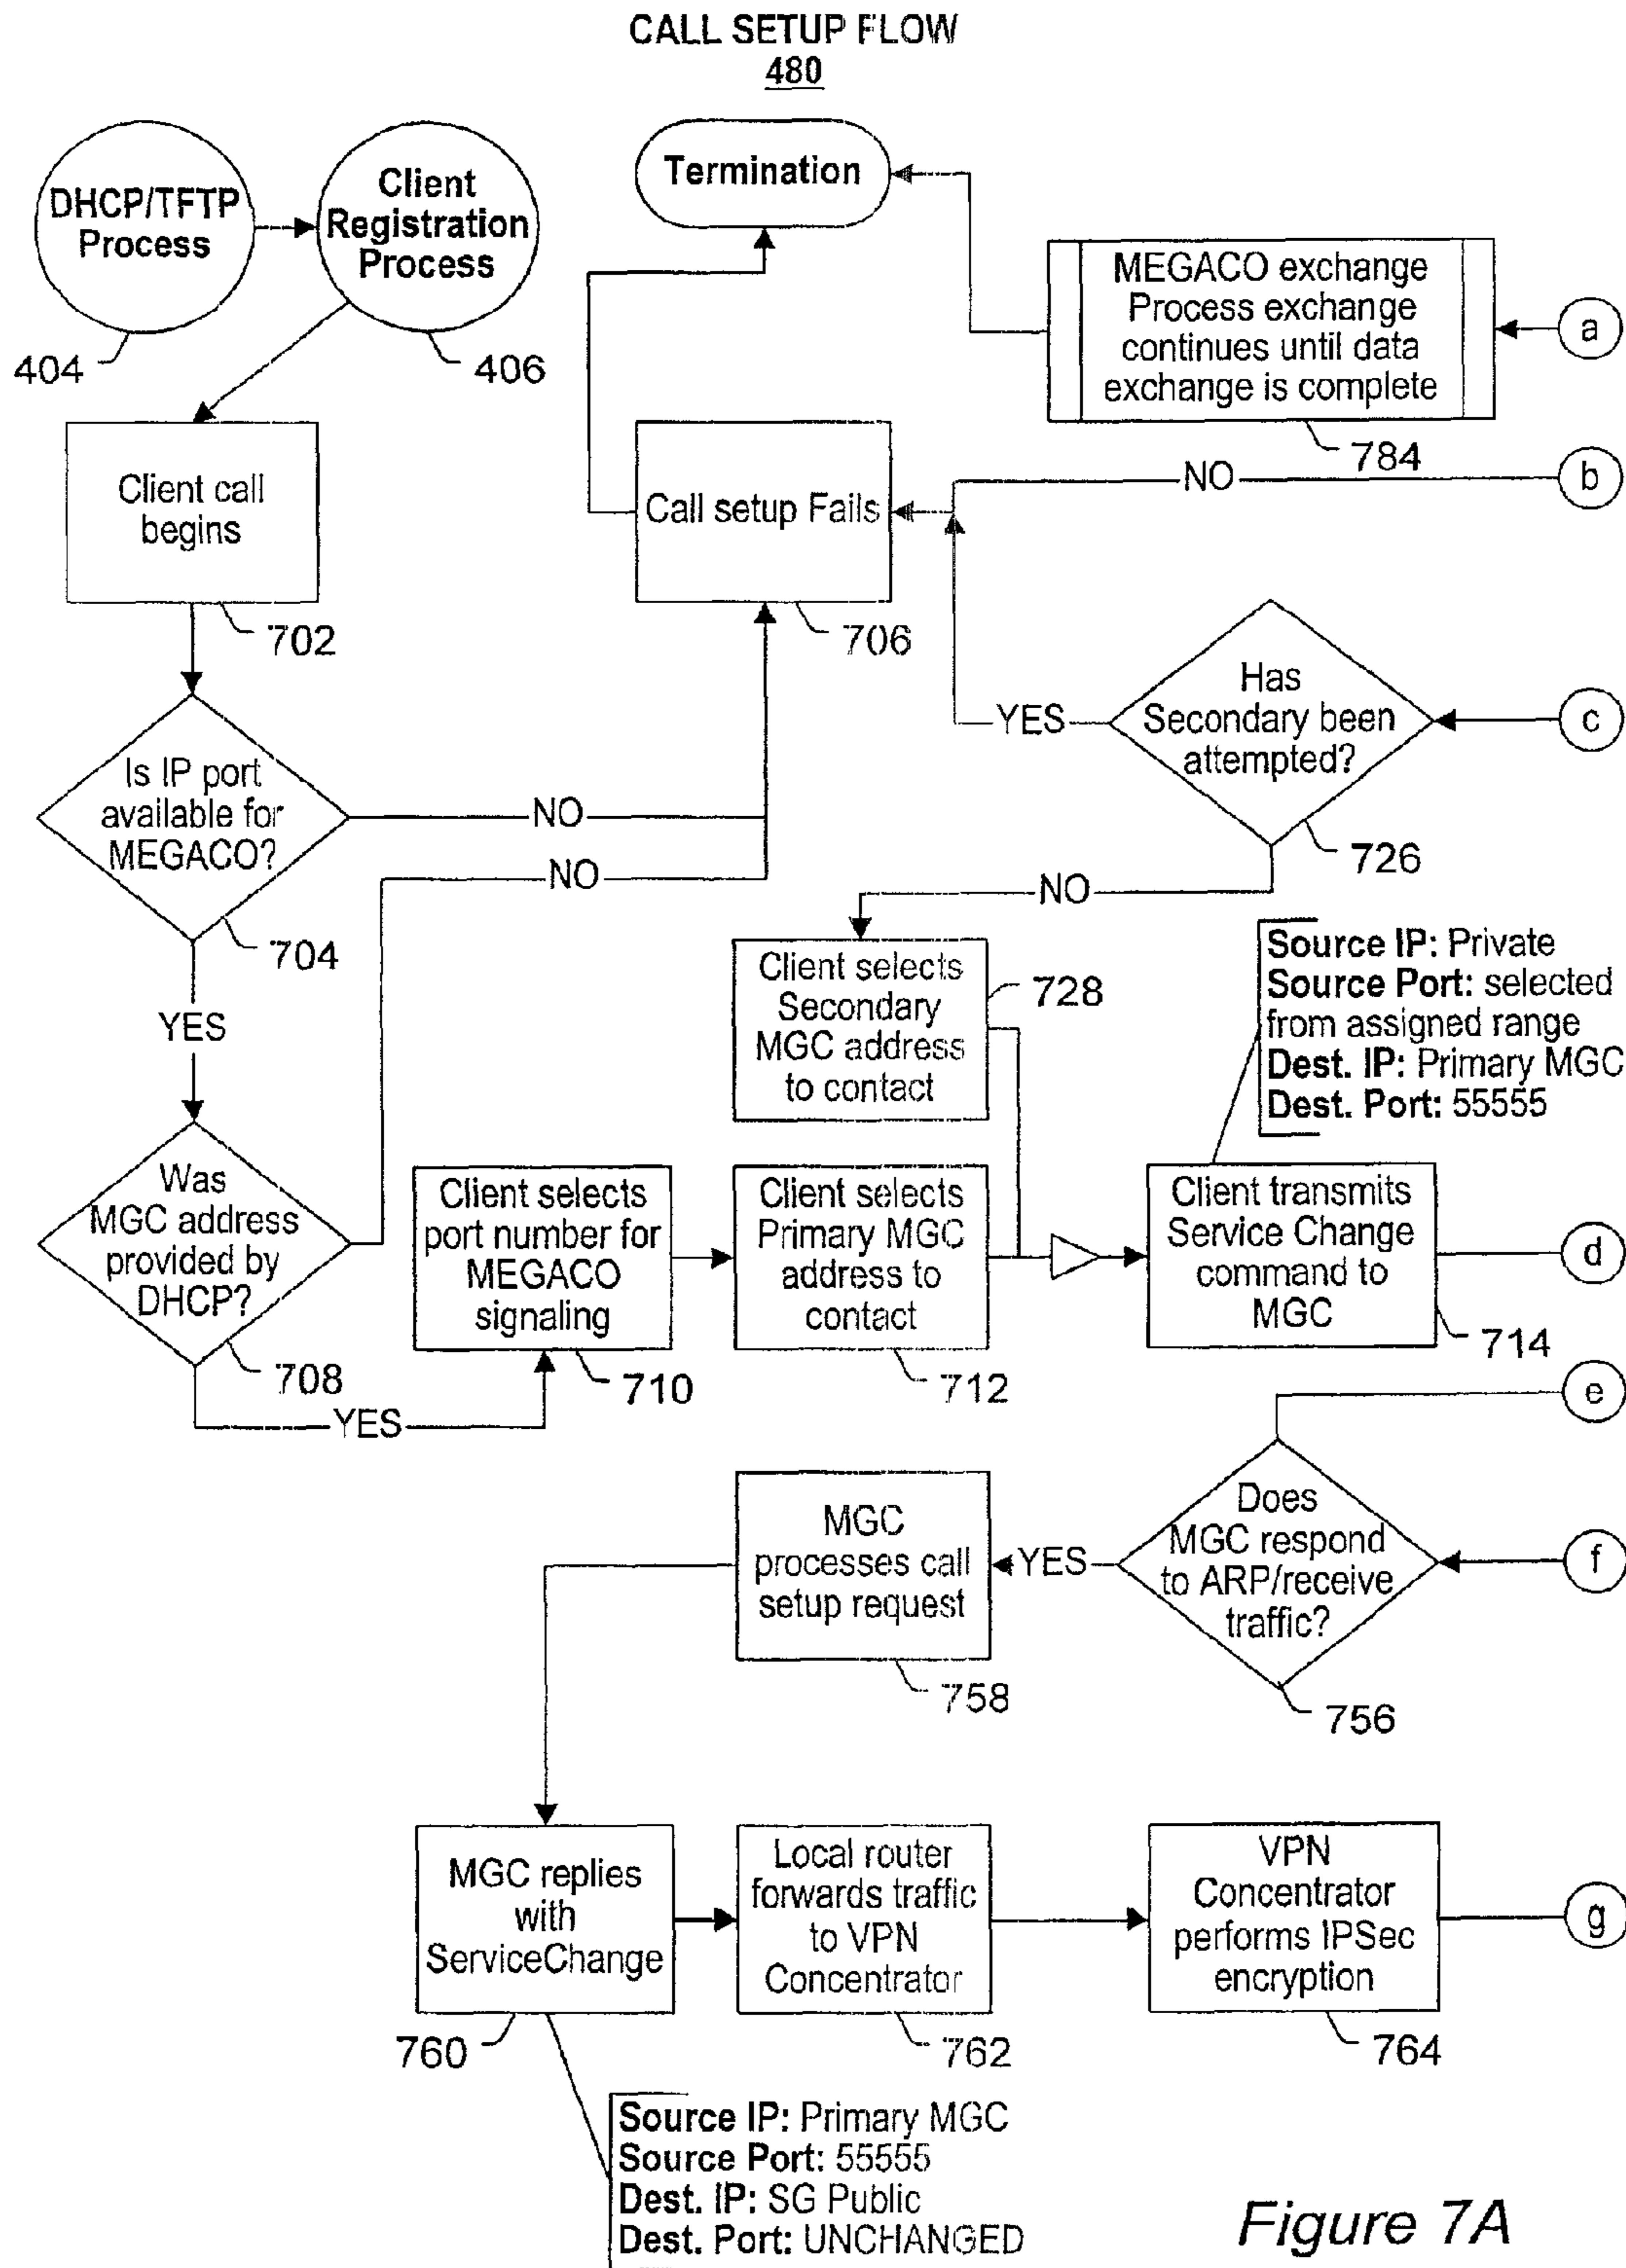 CALL SETUP FLOW
480
DHCP/TFTP
Process
404
Client
Registration
Process
406
Termination
MEGACO exchange
Process exchange
continues until data
exchange is complete
784
a
Client call
begins
702
Call setup Fails
706
NO
b
Has
Secondary been
attempted?
726
YES
c
NO
Is IP port
available for
MEGACO?
704
NO
NO
YES
Client selects
Secondary
MGC address
to contact
728
Source IP: Private
Source Port: selected
from assigned range
Dest. IP: Primary MGC
Dest. Port: 55555
Was
MGC address
provided by
DHCP?
708
YES
Client selects
port number for
MEGACO
signaling
710
Client selects
Primary MGC
address to
contact
712
Client transmits
Service Change
command to
MGC
714
d
e
Does
MGC respond
to ARP/receive
traffic?
756
f
YES
MGC
processes call
setup request
758
MGC replies
with
ServiceChange
760
Local router
forwards traffic
to VPN
Concentrator
762
VPN
Concentrator
performs IPSec
encryption
764
g
Source IP: Primary MGC
Source Port: 55555
Dest. IP: SG Public
Dest. Port: UNCHANGED
Figure 7A